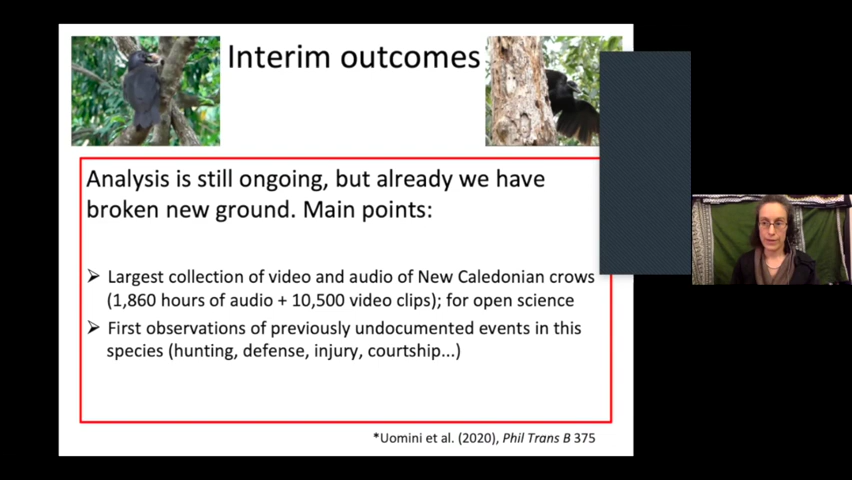 Interim outcomes
Analysis is still ongoing, but already we have
broken new ground. Main points:
➢ Largest collection of video and audio of New Caledonian crows
(1,860 hours of audio + 10,500 video clips); for open science
➢ First observations of previously undocumented events in this
species (hunting, defense, injury, courtship...)
*Uomini et al. (2020), Phil Trans B 375